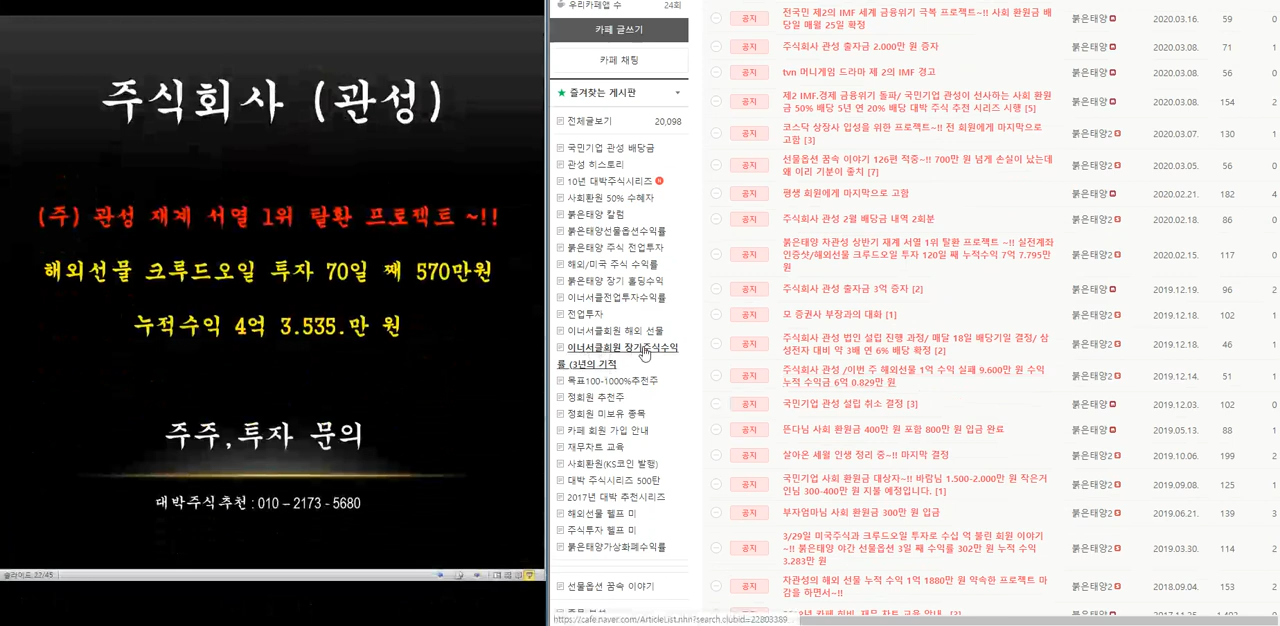 주식회사 (관성)
(주) 관성 재계 서열 1위 탈환 프로젝트 ~!!
해외선물 크루드오일 투자 70일 째 570만원
누적수익 4억 3.535.만 원
주주,투자 문의
대박주식추천 : 010 – 2173 - 5680
슬라이드 22/45
우리카페앱 수 24회
카페 글쓰기
카페 채팅
즐겨찾는 게시판
전체글보기 20,098
국민기업 관성 배당금
관성 히스토리
10년 대박주식시리즈
사회환원 50% 수혜자
붉은태양 칼럼
붉은태양선물옵션수익률
붉은태양 주식 전업투자
해외/미국 주식 수익률
붉은태양 장기 홀딩수익
이너서클전업투자수익률
전업투자
이너서클회원 해외 선물
이너서클회원 장기주식수익
률 (3년의 기적
목표100-1000%추천주
정회원 추천주
정회원 미보유 종목
카페 회원 가입 안내
재무차트 교육
사회환원(KS코인 발행)
대박 주식시리즈 500탄
2017년 대박 추천시리즈
해외선물 헬프 미
주식투자 헬프 미
붉은태양가상화폐수익률
선물옵션 꿈속 이야기
https://cafe.naver.com/ArticleList.nhn?search.clubid=22803389
공지 전국민 제2의 IMF 세계 금융위기 극복 프로젝트~!! 사회 환원금 배
당일 매월 25일 확정 붉은태양 2020.03.16. 59 0
공지 주식회사 관성 출자금 2.000만 원 증자 붉은태양 2020.03.08. 71 1
공지 tvn 머니게임 드라마 제 2의 IMF 경고 붉은태양 2020.03.08. 56 0
공지 제2 IMF.경제 금융위기 돌파/ 국민기업 관성이 선사하는 사회 환원
금 50% 배당 5년 연 20% 배당 대박 주식 추천 시리즈 시행 [5] 붉은태양 2020.03.08. 154 2
공지 코스닥 상장사 입성을 위한 프로젝트~!! 전 회원에게 마지막으로
고함 [3] 붉은태양2 2020.03.07. 130 1
공지 선물옵션 꿈속 이야기 126편 적중~!! 700만 원 넘게 손실이 났는데
왜 이리 기분이 좋치 [7] 붉은태양2 2020.03.05. 56 0
공지 평생 회원에게 마지막으로 고함 붉은태양 2020.02.21. 182 4
공지 주식회사 관성 2월 배당금 내역 2회분 붉은태양2 2020.02.18. 86 0
공지 붉은태양 자관성 상반기 재계 서열 1위 탈환 프로젝트 ~!! 실전계좌
인증샷/해외선물 크루드오일 투자 120일 째 누적수익 7억 7.795만
원 붉은태양2 2020.02.15. 117 0
공지 주식회사 관성 출자금 3억 증자 [2] 붉은태양2 2019.12.19. 96 2
공지 모 증권사 부장과의 대화 [1] 붉은태양2 2019.12.18. 102 1
공지 주식회사 관성 법인 설립 진행 과정/ 매달 18일 배당기일 결정/ 삼
성전자 대비 약 3배 연 6% 배당 확정 [2] 붉은태양2 2019.12.18. 46 1
공지 주식회사 관성 /이번 주 해외선물 1억 수익 실패 9.600만 원 수익
누적 수익금 6억 0.829만 원 붉은태양2 2019.12.14. 51 1
공지 국민기업 관성 설립 취소 결정 [3] 붉은태양 2019.12.03. 102 0
공지 뜬다님 사회 환원금 400만 원 포함 800만 원 입금 완료 붉은태양 2019.05.13. 88 1
공지 살아온 세월 인생 정리 중~!! 마지막 결정 붉은태양2 2019.10.06. 199 2
공지 국민기업 사회 환원금 대상자~!! 바람님 1.500-2.000만 원 작은거
인님 300-400만 원 지불 예정입니다. [1] 붉은태양2 2019.09.08. 125 1
공지 부자엄마님 사회 환원금 300만 원 입금 붉은태양2 2019.06.21. 139 3
공지 3/29일 미국주식과 크루드오일 투자로 수십 억 불린 회원 이야기
~!! 붉은태양 야간 선물옵션 3일 째 수익률 302만 원 누적 수익
3.283만 원 붉은태양2 2019.03.30. 114 2
공지 자관성의 해외 선물 누적 수익 1억 1880만 원 약속한 프로젝트 마
감을 하면서~!! 붉은태양2 2018.09.04. 153 2